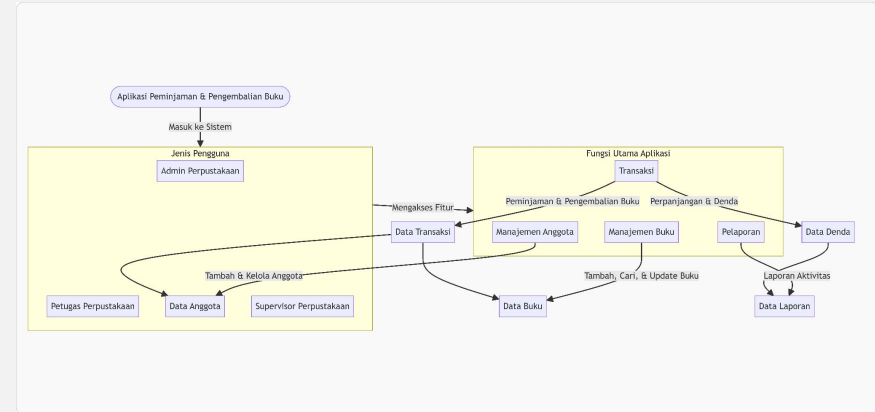 Aplikasi Peminjaman & Pengembalian Buku
Masuk ke Sistem
Jenis Pengguna
Admin Perpustakaan
Fungsi Utama Aplikasi
Transaksi
Mengakses Fitur
Peminjaman & Pengembalian Buku
Perpanjangan & Denda
Data Transaksi
Manajemen Anggota
Manajemen Buku
Pelaporan
Data Denda
Tambah & Kelola Anggota
Tambah, Cari, & Update Buku
Laporan Aktivitas
Petugas Perpustakaan
Data Anggota
Supervisor Perpustakaan
Data Buku
Data Laporan